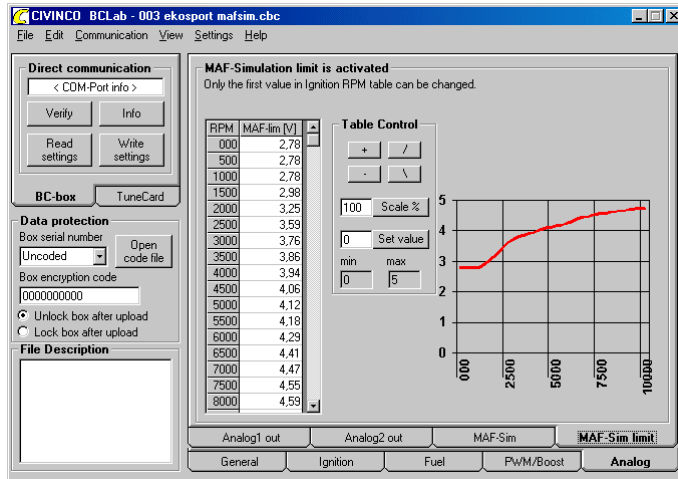 CIVINCO BCLab - 003 ekosport mafsim.cbc
File Edit Communication View Settings Help
Direct communication
< COM-Port info >
Verify Info
Read settings
Write settings
BC-box TuneCard
Data protection
Box serial number
Uncoded
Open code file
Box encryption code
0000000000
Unlock box after upload
Lock box after upload
File Description
MAF-Simulation limit is activated
Only the first value in Ignition RPM table can be changed.
RPM MAF-lim [V]
000 2,78
500 2,78
1000 2,78
1500 2,98
2000 3,25
2500 3,59
3000 3,76
3500 3,86
4000 3,94
4500 4,06
5000 4,12
5500 4,18
6000 4,29
6500 4,41
7000 4,47
7500 4,55
8000 4,59
Table Control
+ /
- \
100 Scale %
0 Set value
min max
0 5
5
4
3
2
1
0
000 2500 5000 7500 10000
Analog1 out Analog2 out MAF-Sim MAF-Sim limit
General Ignition Fuel PWM/Boost Analog